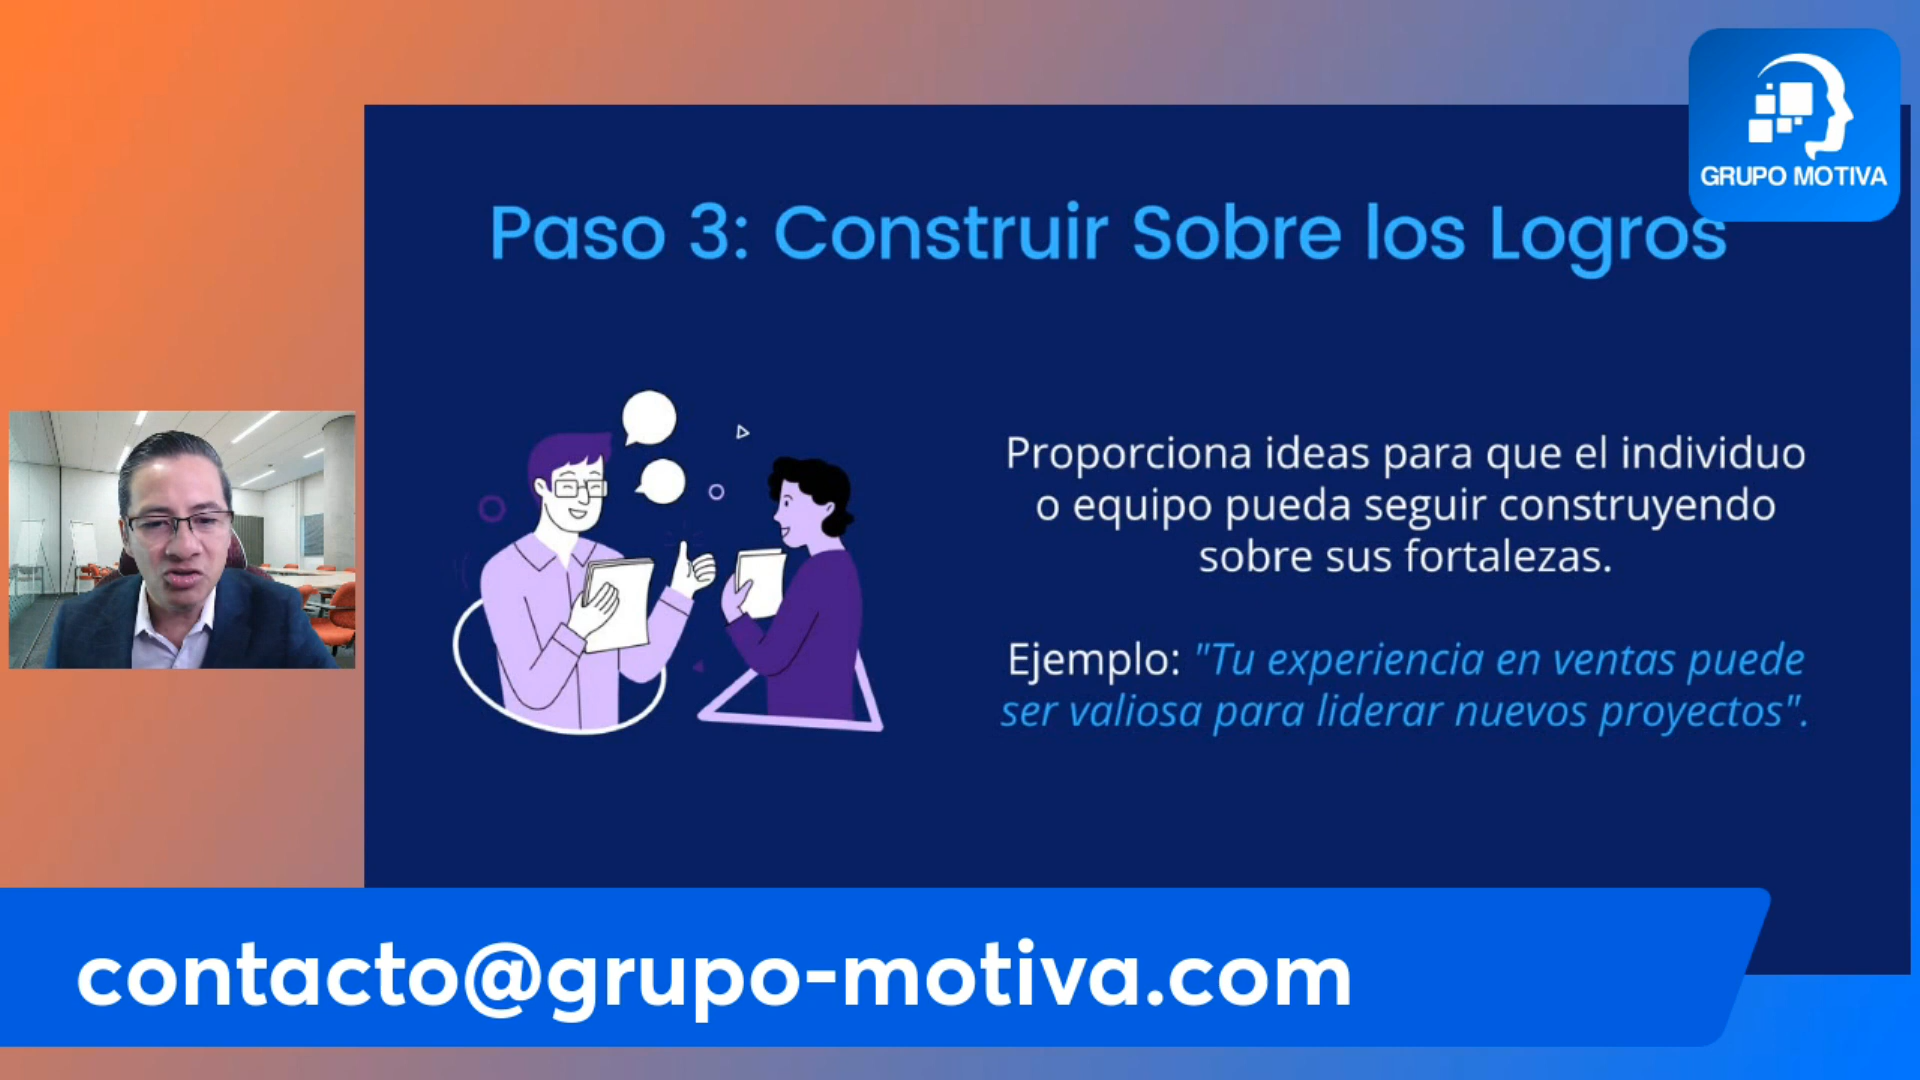 GRUPO MOTIVA
Paso 3: Construir Sobre los Logros
Proporciona ideas para que el individuo
o equipo pueda seguir construyendo
sobre sus fortalezas.
Ejemplo: "Tu experiencia en ventas puede
ser valiosa para liderar nuevos proyectos".
contacto@grupo-motiva.com